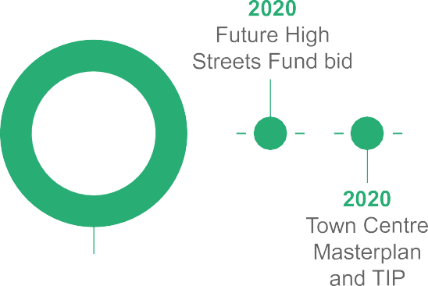 2020
Future High
Streets Fund bid
2020
Town Centre
Masterplan
and TIP